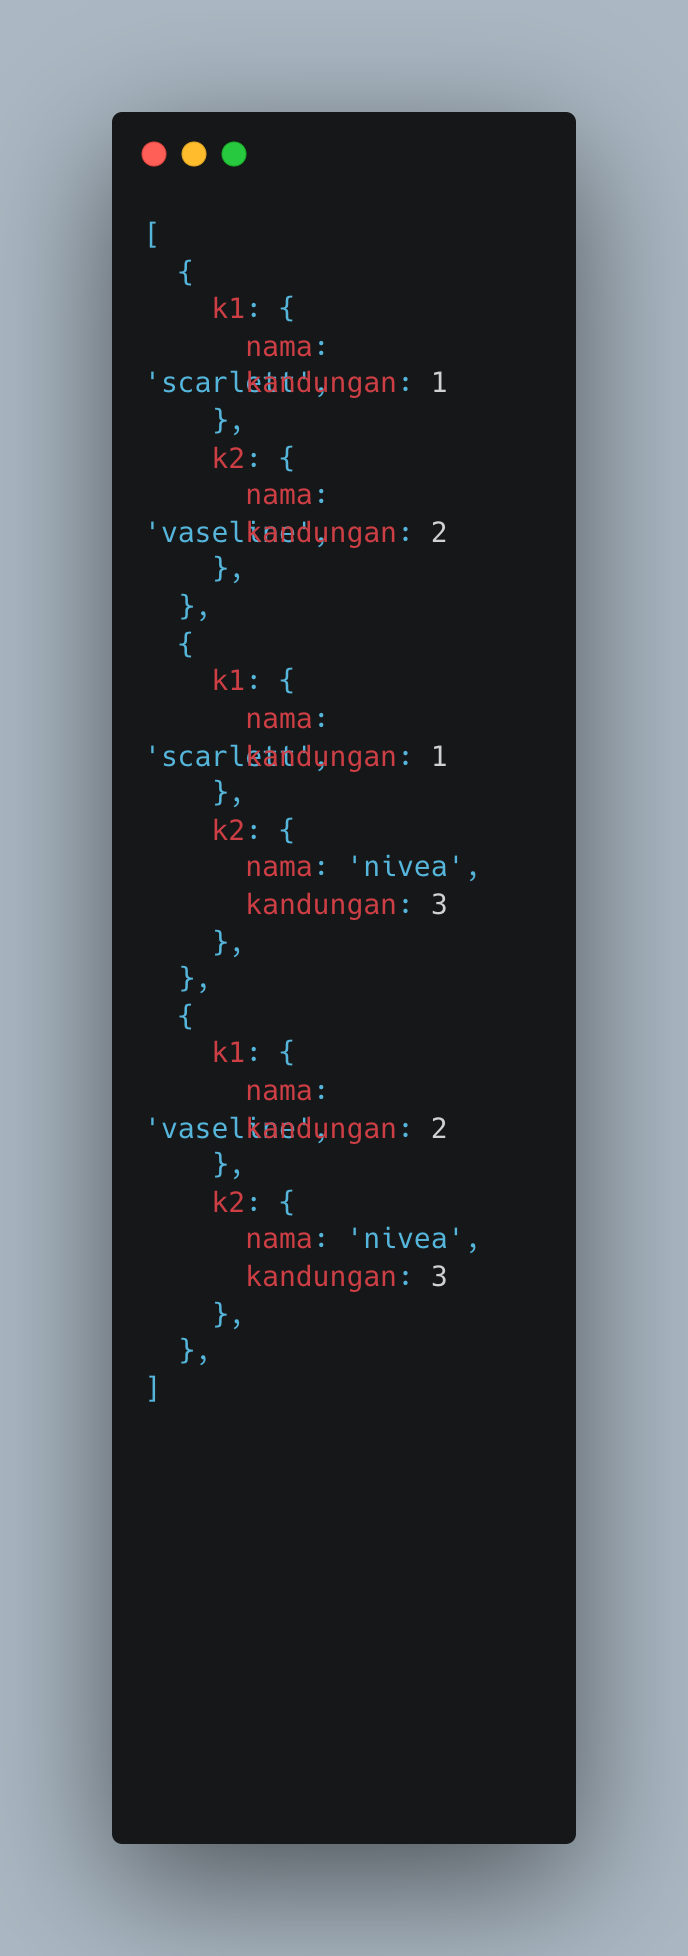 [
  {
    k1: {
      nama:
'scarlett',
      kandungan: 1
    },
    k2: {
      nama:
'vaseline',
      kandungan: 2
    },
  },
  {
    k1: {
      nama:
'scarlett',
      kandungan: 1
    },
    k2: {
      nama: 'nivea',
      kandungan: 3
    },
  },
  {
    k1: {
      nama:
'vaseline',
      kandungan: 2
    },
    k2: {
      nama: 'nivea',
      kandungan: 3
    },
  },
]